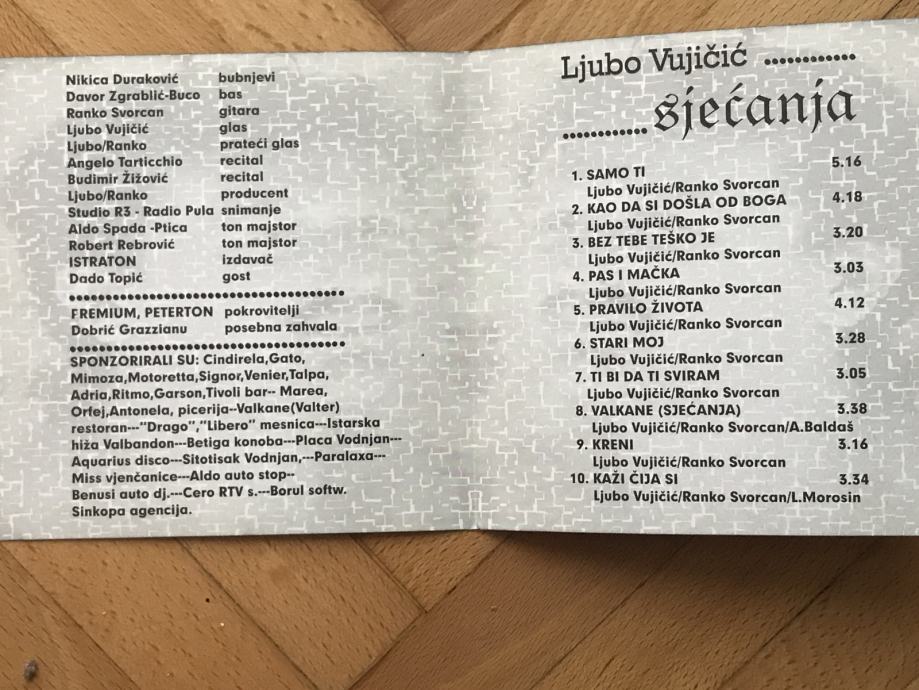 Nikica Duraković bubnjevi
Davor Zgrablić-Buco bas
Ranko Svorcan gitara
Ljubo Vujičić glas
Ljubo/Ranko prateći glas
Angelo Tarticchio recital
Budimir Žižović recital
Ljubo/Ranko producent
Studio R3 - Radio Pula snimanje
Aldo Spada -Ptica ton majstor
Robert Rebrović ton majstor
ISTRATON izdavač
Dado Topić gost
FREMIUM, PETERTON pokrovitelji
Dobrić Grazzianu posebna zahvala
SPONZORIRALI SU: Cindirela,Gato,
Mimoza,Motoretta,Signor,Venier,Talpa,
Adria,Ritmo,Garson,Tivoli bar-- Marea,
Orfej,Antonela, picerija--Valkane(Valter)
restoran---"Drago","Libero" mesnica---Istarska
hiža Valbandon---Betiga konoba---Placa Vodnjan---
Aquarius disco---Sitotisak Vodnjan,---Paralaxa---
Miss vjenčanice---Aldo auto stop--
Benusi auto dj.---Cero RTV s.---Borul softw.
Sinkopa agencija.
Ljubo Vujičić ............
............sjećanja
1. SAMO TI 5.16
Ljubo Vujičić/Ranko Svorcan
2. KAO DA SI DOŠLA OD BOGA 4.18
Ljubo Vujičić/Ranko Svorcan
3. BEZ TEBE TEŠKO JE 3.20
Ljubo Vujičić/Ranko Svorcan
4. PAS I MAČKA 3.03
Ljubo Vujičić/Ranko Svorcan
5. PRAVILO ŽIVOTA 4.12
Ljubo Vujičić/Ranko Svorcan
6. STARI MOJ 3.28
Ljubo Vujičić/Ranko Svorcan
7. TI BI DA TI SVIRAM 3.05
Ljubo Vujičić/Ranko Svorcan
8. VALKANE (SJEĆANJA) 3.38
Ljubo Vujičić/Ranko Svorcan/A.Baldaš
9. KRENI 3.16
Ljubo Vujičić/Ranko Svorcan
10. KAŽI ČIJA SI 3.34
Ljubo Vujičić/Ranko Svorcan/L.Morosin